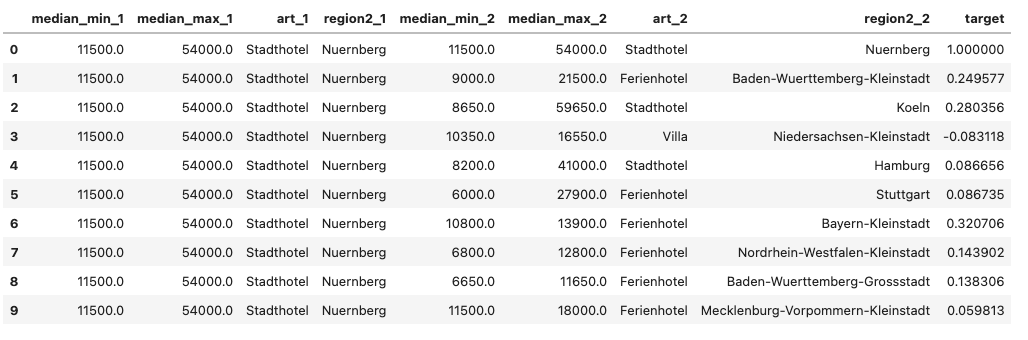 median_min_1 median_max_1 art_1 region2_1 median_min_2 median_max_2 art_2 region2_2 target
0 11500.0 54000.0 Stadthotel Nuernberg 11500.0 54000.0 Stadthotel Nuernberg 1.000000
1 11500.0 54000.0 Stadthotel Nuernberg 9000.0 21500.0 Ferienhotel Baden-Wuerttemberg-Kleinstadt 0.249577
2 11500.0 54000.0 Stadthotel Nuernberg 8650.0 59650.0 Stadthotel Koeln 0.280356
3 11500.0 54000.0 Stadthotel Nuernberg 10350.0 16550.0 Villa Niedersachsen-Kleinstadt -0.083118
4 11500.0 54000.0 Stadthotel Nuernberg 8200.0 41000.0 Stadthotel Hamburg 0.086656
5 11500.0 54000.0 Stadthotel Nuernberg 6000.0 27900.0 Ferienhotel Stuttgart 0.086735
6 11500.0 54000.0 Stadthotel Nuernberg 10800.0 13900.0 Ferienhotel Bayern-Kleinstadt 0.320706
7 11500.0 54000.0 Stadthotel Nuernberg 6800.0 12800.0 Ferienhotel Nordrhein-Westfalen-Kleinstadt 0.143902
8 11500.0 54000.0 Stadthotel Nuernberg 6650.0 11650.0 Ferienhotel Baden-Wuerttemberg-Grossstadt 0.138306
9 11500.0 54000.0 Stadthotel Nuernberg 11500.0 18000.0 Ferienhotel Mecklenburg-Vorpommern-Kleinstadt 0.059813